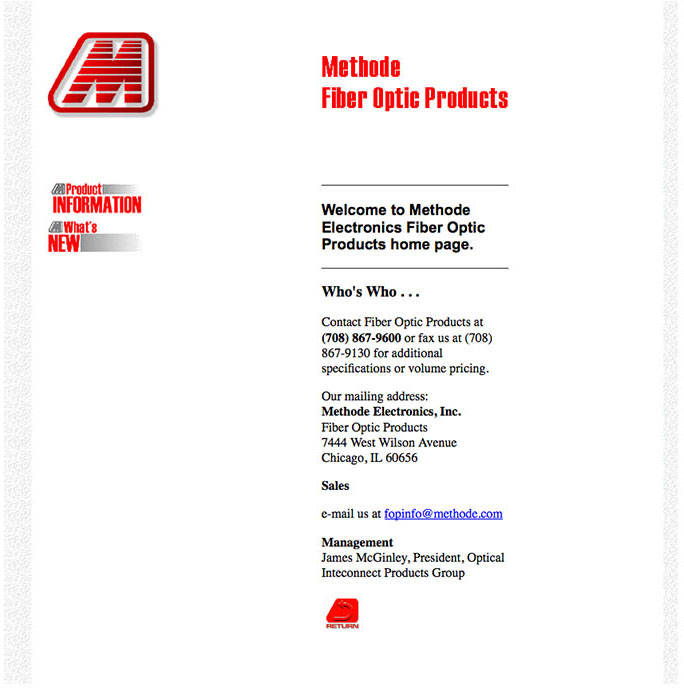 Methode
Fiber Optic Products
Product
INFORMATION
What's
NEW
Welcome to Methode
Electronics Fiber Optic
Products home page.
Who's Who . . .
Contact Fiber Optic Products at
(708) 867-9600 or fax us at (708)
867-9130 for additional
specifications or volume pricing.
Our mailing address:
Methode Electronics, Inc.
Fiber Optic Products
7444 West Wilson Avenue
Chicago, IL 60656
Sales
e-mail us at fopinfo@methode.com
Management
James McGinley, President, Optical
Inteconnect Products Group
RETURN